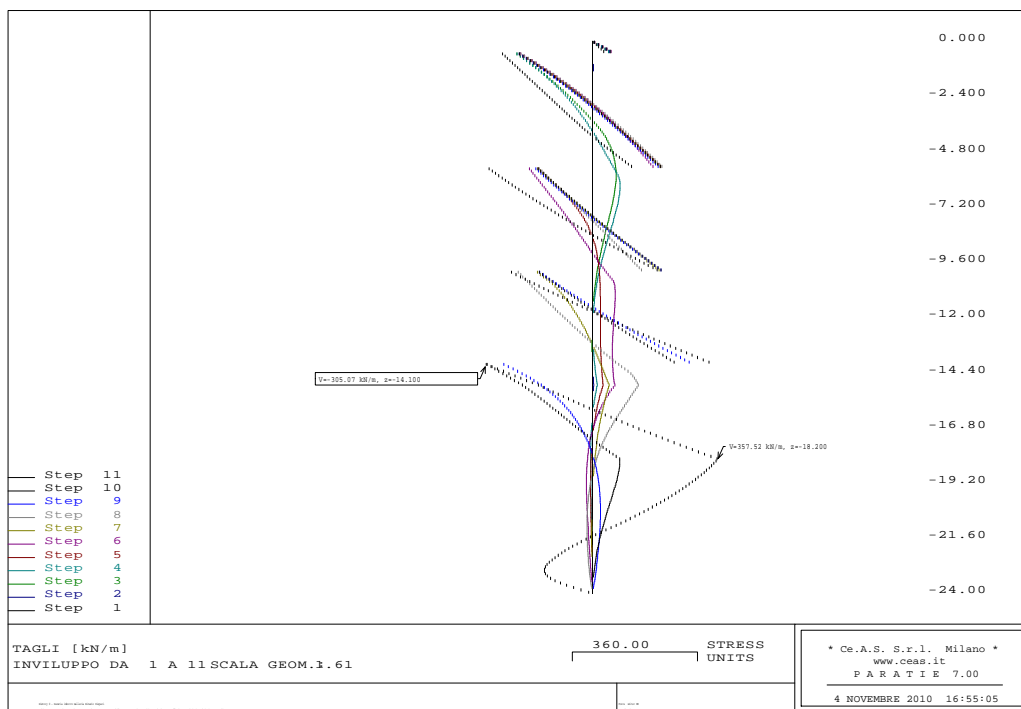 0.000
-2.400
-4.800
-7.200
-9.600
-12.00
-14.40
-16.80
-19.20
-21.60
-24.00
V=-305.07 kN/m, z=-14.100
V=357.52 kN/m, z=-18.200
Step 11
Step 10
Step 9
Step 8
Step 7
Step 6
Step 5
Step 4
Step 3
Step 2
Step 1
TAGLI [kN/m]
INVILUPPO DA 1 A 11 SCALA GEOM.1.61
360.00
STRESS
UNITS
* Ce.A.S. S.r.l. Milano *
www.ceas.it
P A R A T I E 7.00
4 NOVEMBRE 2010 16:55:05